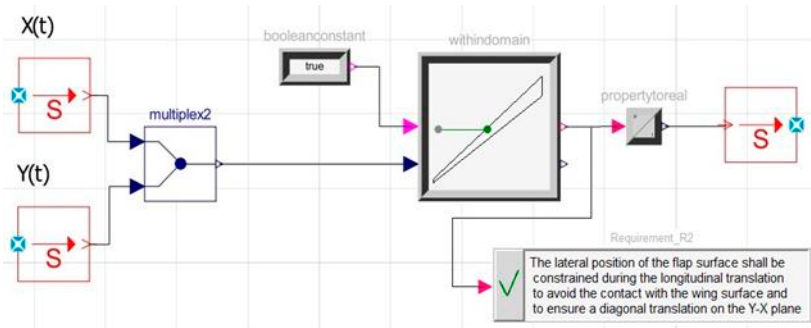 X(t)
booleanconstant
withindomain
true
propertytoreal
S
multiplex2
S
Y(t)
S
Requirement_R2
The lateral position of the flap surface shall be
constrained during the longitudinal translation
to avoid the contact with the wing surface and
to ensure a diagonal translation on the Y-X plane